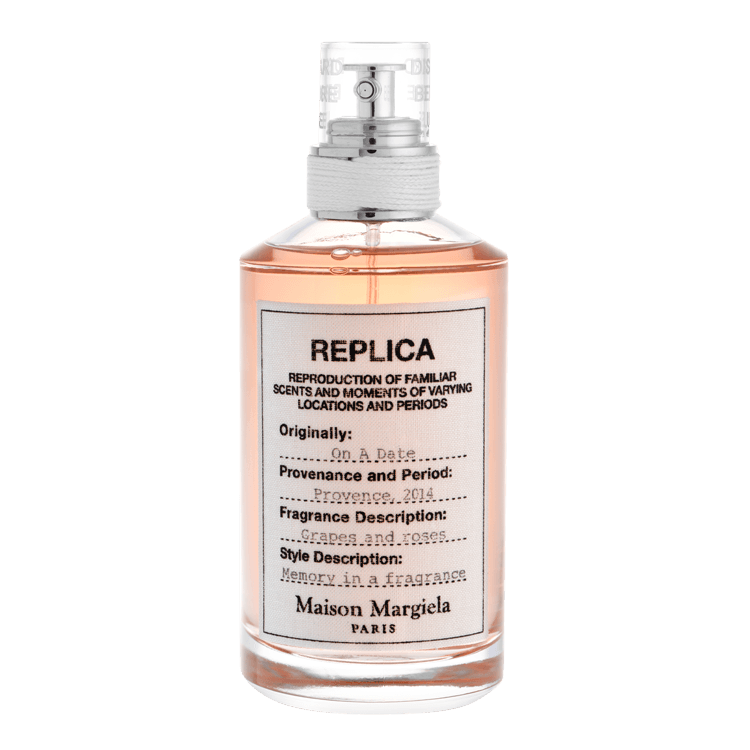 REPLICA
REPRODUCTION OF FAMILIAR
SCENTS AND MOMENTS OF VARYING
LOCATIONS AND PERIODS
Originally:
On A Date
Provenance and Period:
Provence, 2014
Fragrance Description:
Grapes and roses
Style Description:
Memory in a fragrance
Maison Margiela
PARIS